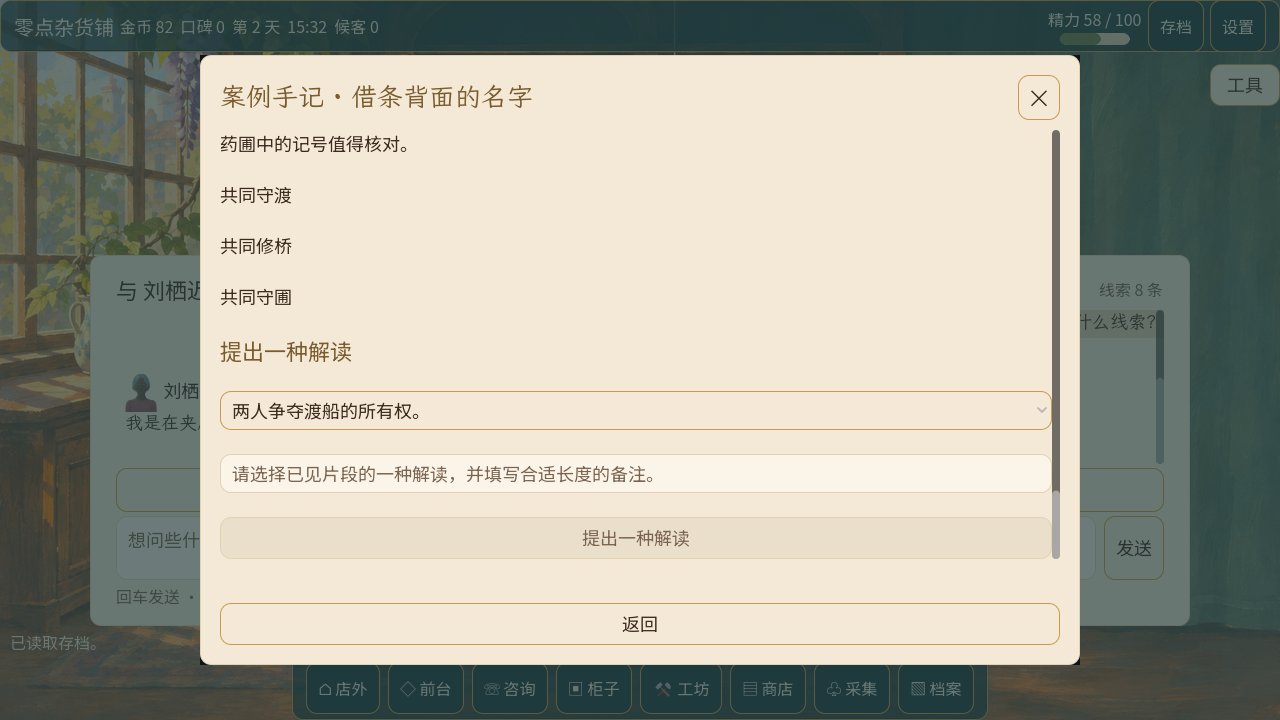 零点杂货铺 金币 82 口碑 0 第 2 天 15:32 候客 0
精力 58 / 100
存档
设置
工具
案例手记·借条背面的名字
药圃中的记号值得核对。
共同守渡
共同修桥
共同守圃
提出一种解读
两人争夺渡船的所有权。
请选择已见片段的一种解读，并填写合适长度的备注。
提出一种解读
返回
与 刘栖迟
线索 8 条
什么线索？
刘栖
我是在夹
想问些什
发送
回车发送 ·
已读取存档。
店外
前台
咨询
柜子
工坊
商店
采集
档案